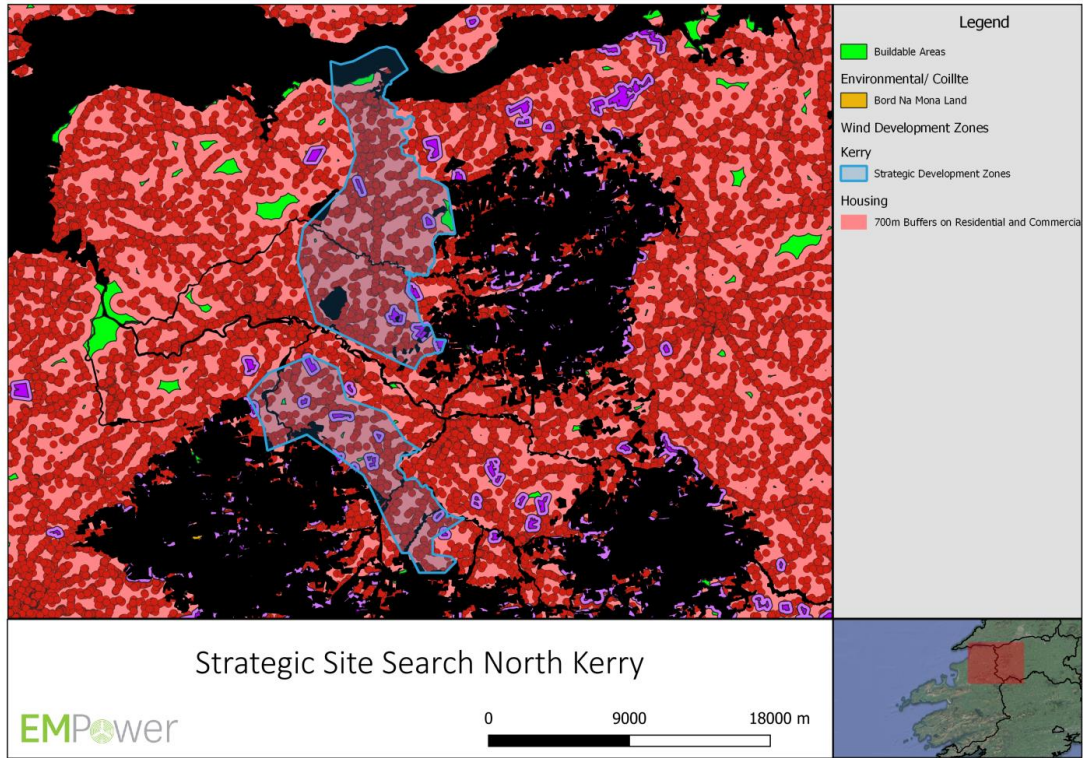 Legend
Buildable Areas
Environmental/ Coillte
Bord Na Mona Land
Wind Development Zones
Kerry
Strategic Development Zones
Housing
700m Buffers on Residential and Commercia
Strategic Site Search North Kerry
EMPower
0 9000 18000 m